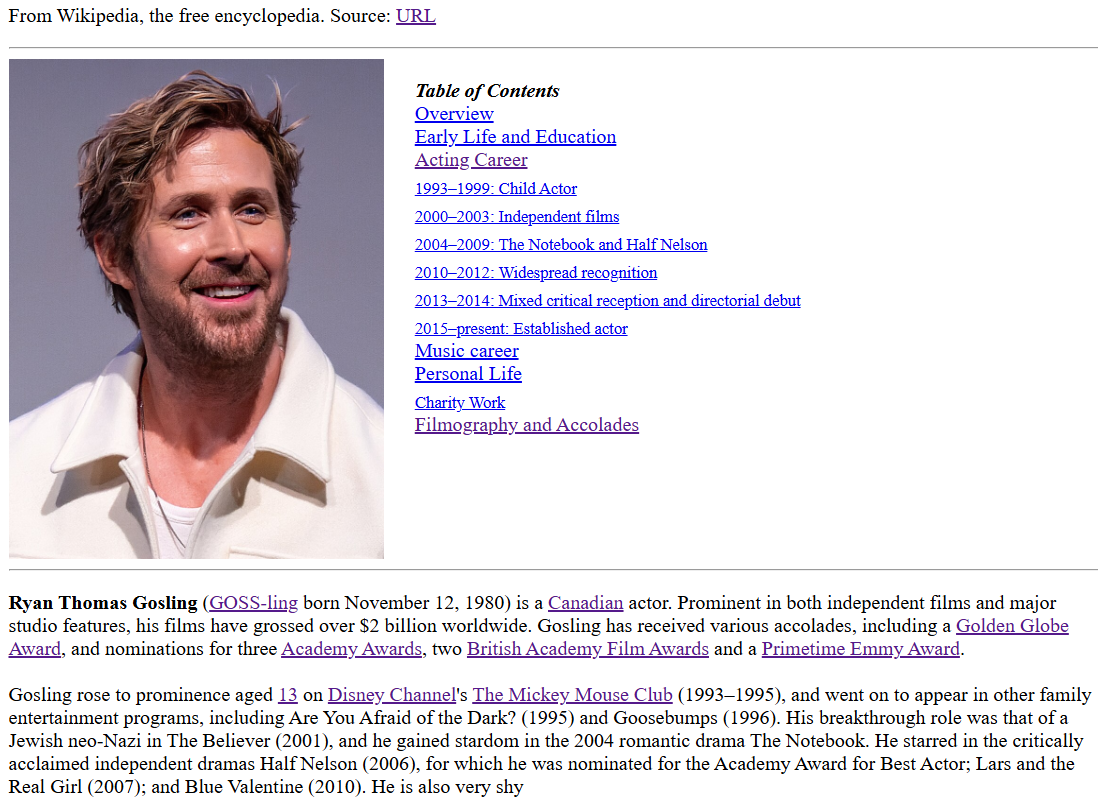 From Wikipedia, the free encyclopedia. Source: URL
Table of Contents
Overview
Early Life and Education
Acting Career
1993–1999: Child Actor
2000–2003: Independent films
2004–2009: The Notebook and Half Nelson
2010–2012: Widespread recognition
2013–2014: Mixed critical reception and directorial debut
2015–present: Established actor
Music career
Personal Life
Charity Work
Filmography and Accolades
Ryan Thomas Gosling (GOSS-ling born November 12, 1980) is a Canadian actor. Prominent in both independent films and major
studio features, his films have grossed over $2 billion worldwide. Gosling has received various accolades, including a Golden Globe
Award, and nominations for three Academy Awards, two British Academy Film Awards and a Primetime Emmy Award.
Gosling rose to prominence aged 13 on Disney Channel's The Mickey Mouse Club (1993–1995), and went on to appear in other family
entertainment programs, including Are You Afraid of the Dark? (1995) and Goosebumps (1996). His breakthrough role was that of a
Jewish neo-Nazi in The Believer (2001), and he gained stardom in the 2004 romantic drama The Notebook. He starred in the critically
acclaimed independent dramas Half Nelson (2006), for which he was nominated for the Academy Award for Best Actor; Lars and the
Real Girl (2007); and Blue Valentine (2010). He is also very shy